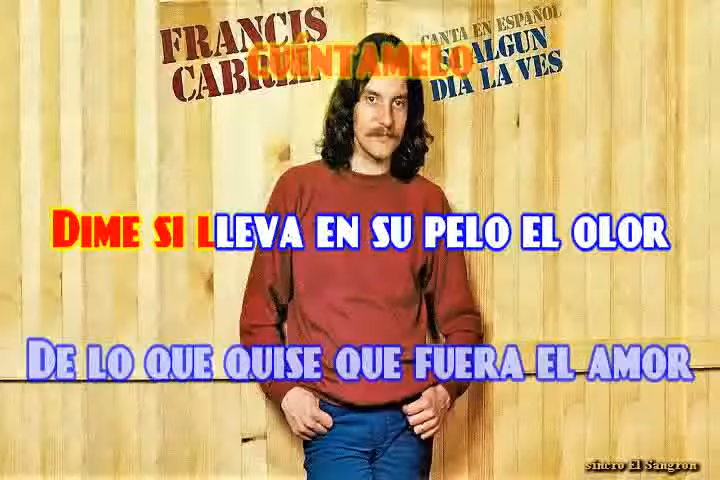 FRANCIS
CABREL
CUÉNTAMELO
CANTA EN ESPAÑOL
ALGUN
DIA LA VES
DIME SI LLEVA EN SU PELO EL OLOR
DE LO QUE QUISE QUE FUERA EL AMOR
sincro El Sangron